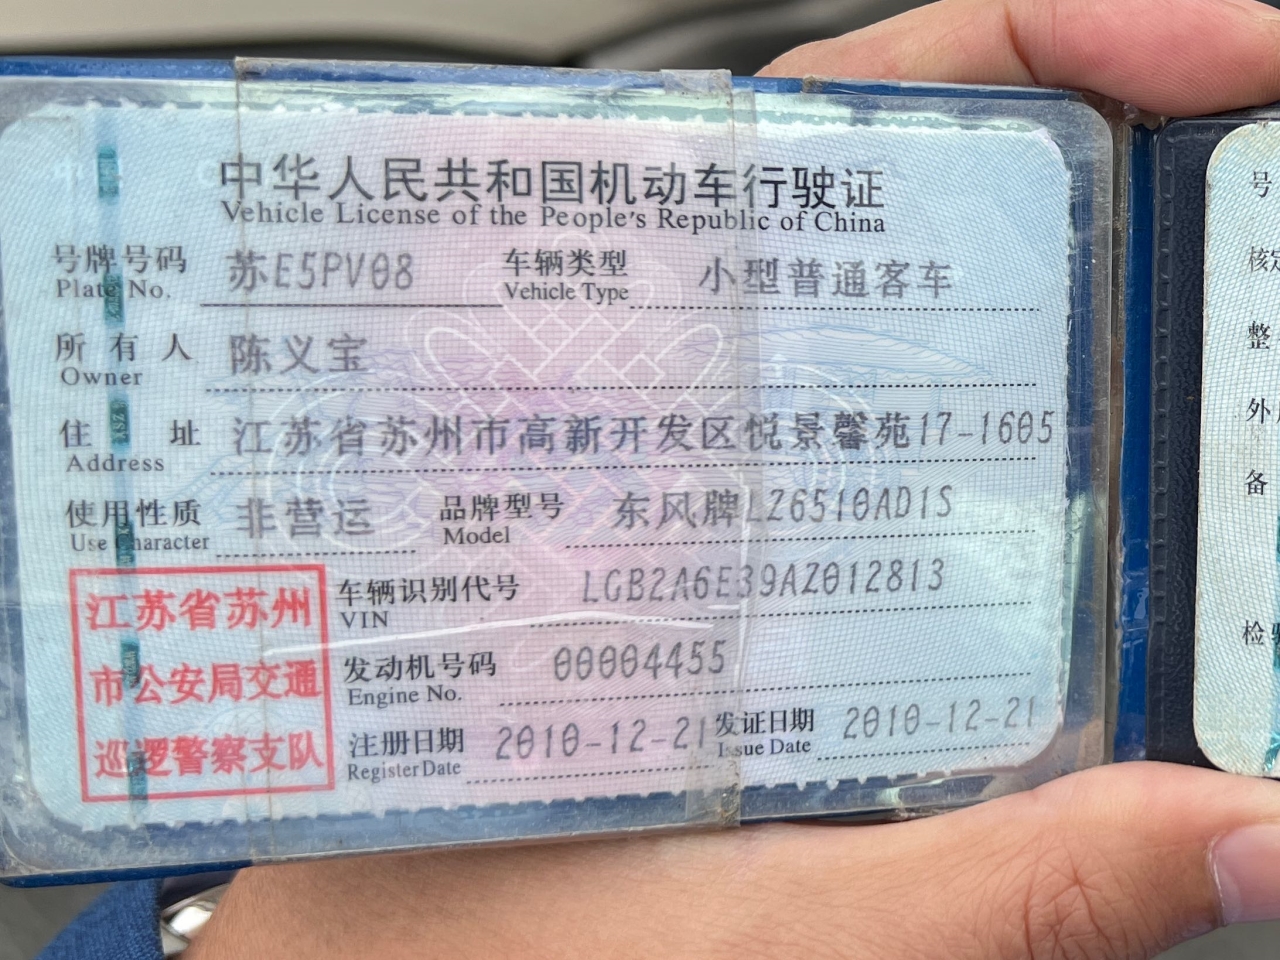 中华人民共和国机动车行驶证
Vehicle License of the People's Republic of China
号牌号码 苏E5PV08 车辆类型 小型普通客车
Plate No. Vehicle Type
所有人 陈义宝
Owner
住址 江苏省苏州市高新开发区悦景馨苑17-1605
Address
使用性质 非营运 品牌型号 东风牌LZ6510AD1S
Use Character Model
江苏省苏州
市公安局交通
巡逻警察支队
车辆识别代号 LGB2A6E39AZ012813
VIN
发动机号码 00004455
Engine No.
注册日期 2010-12-21 发证日期 2010-12-21
Register Date Issue Date
号
核定
整
外
备
检